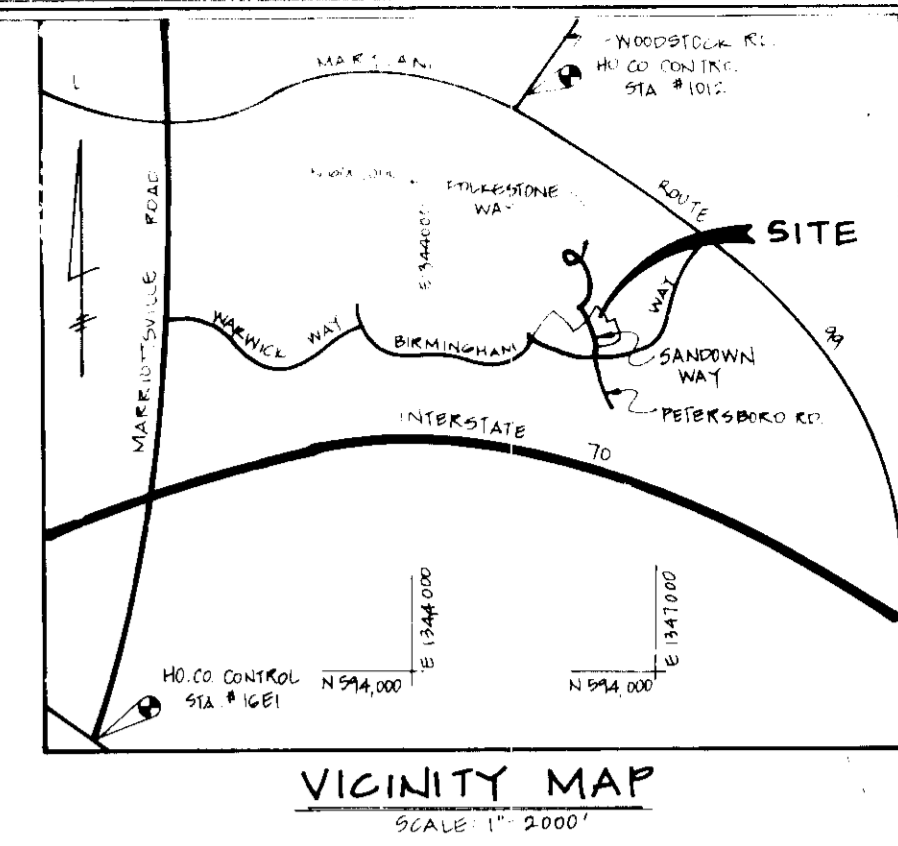 WOODSTOCK RD.
HO CO CONTRO
STA #1012
MARYLAND
ROUTE
99
SITE
MARRIOTTSVILLE ROAD
FOLKESTONE
WAY
WARWICK WAY
BIRMINGHAM
WAY
SANDOWN
WAY
PETERSBORO RD.
INTERSTATE 70
E 1344000
E 1347000
N 594,000
N 594,000
HO. CO. CONTROL
STA. #16E1
VICINITY MAP
SCALE: 1" = 2000'